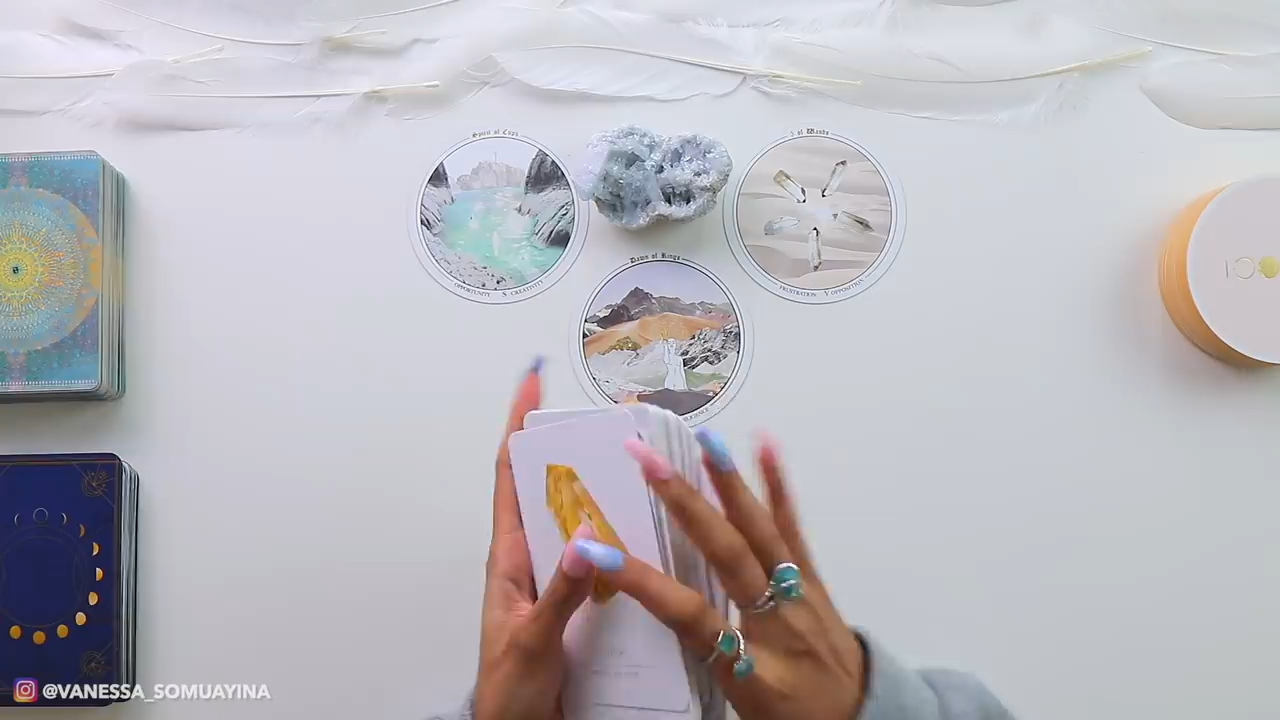 Spirit of Cups
OPPORTUNITY S CREATIVITY
5 of Wands
FRUSTRATION V OPPOSITION
Dawn of Rings
@VANESSA_SOMUAYINA